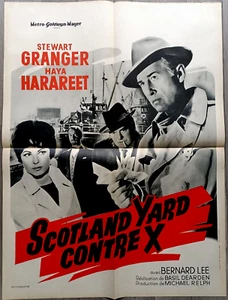 Metro-Goldwyn-Mayer
STEWART
GRANGER
HAYA
HARAREET
SCOTLAND YARD
CONTRE X
avec BERNARD LEE
Réalisation de BASIL DEARDEN
Production de MICHAEL RELPH